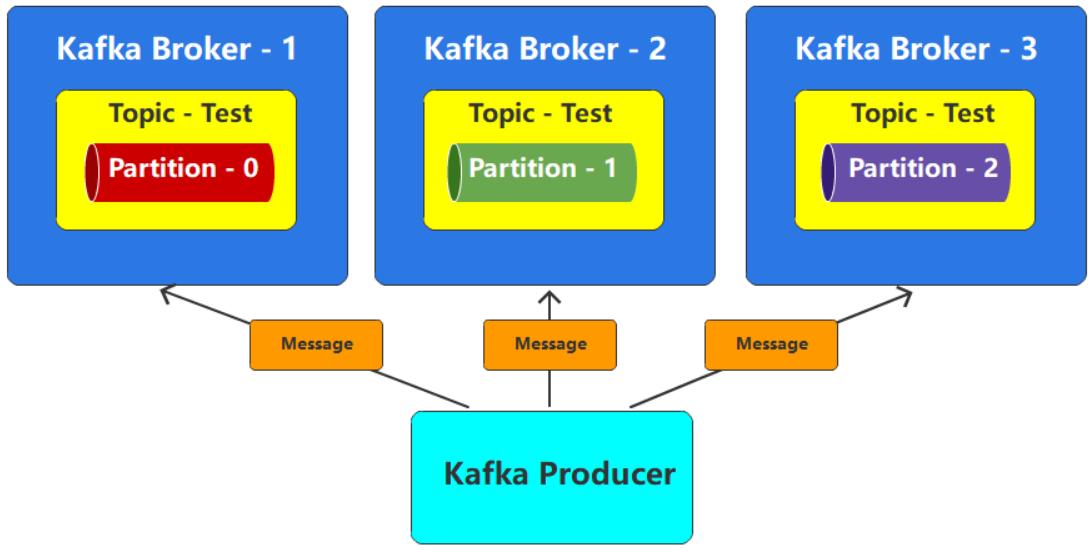 Kafka Broker - 1
Topic - Test
Partition - 0
Kafka Broker - 2
Topic - Test
Partition - 1
Kafka Broker - 3
Topic - Test
Partition - 2
Message
Message
Message
Kafka Producer